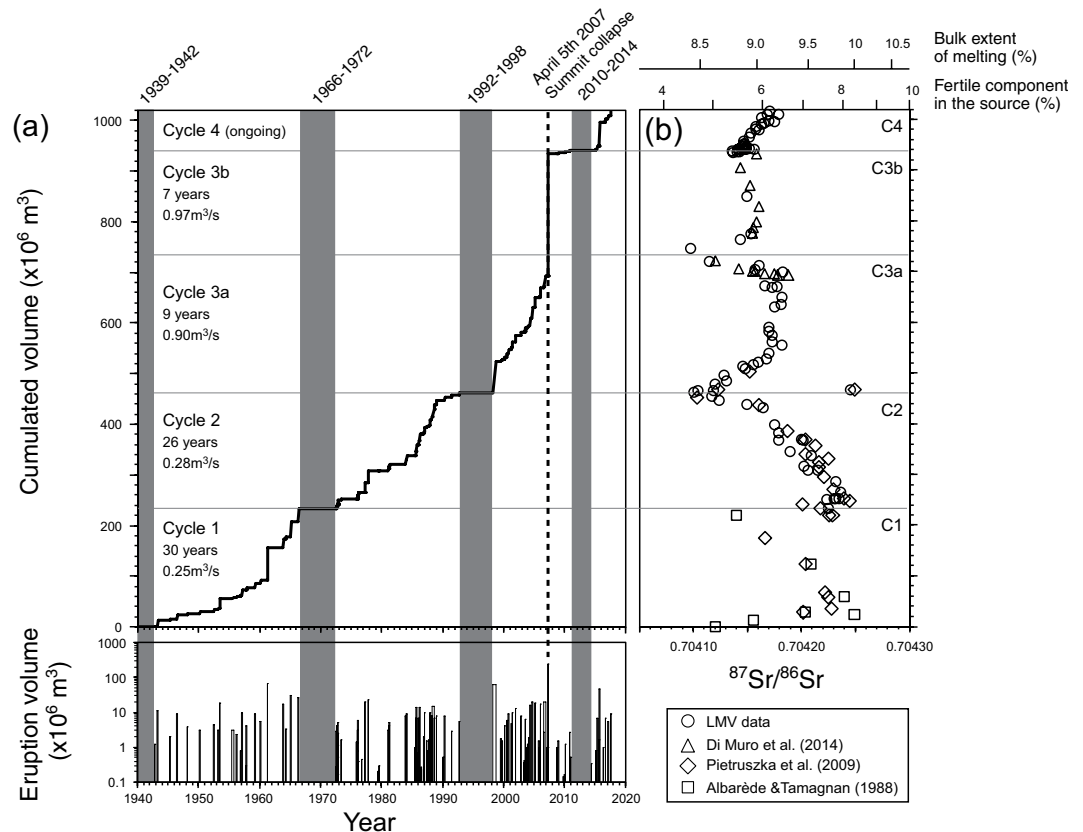 1939-1942
1966-1972
1992-1998
April 5th 2007
Summit collapse
2010-2014
8.5 9.0 9.5 10 10.5
Bulk extent
of melting (%)
4 6 8 10
Fertile component
in the source (%)
(a)
Cumulated volume (x10⁶ m³)
1000
800
600
400
200
0
Cycle 4 (ongoing)
Cycle 3b
7 years
0.97m³/s
Cycle 3a
9 years
0.90m³/s
Cycle 2
26 years
0.28m³/s
Cycle 1
30 years
0.25m³/s
(b)
C4
C3b
C3a
C2
C1
0.70410 0.70420 0.70430
⁸⁷Sr/⁸⁶Sr
Eruption volume
(x10⁶ m³)
1000
100
10
1
0.1
1940 1950 1960 1970 1980 1990 2000 2010 2020
Year
LMV data
Di Muro et al. (2014)
Pietruszka et al. (2009)
Albarède &Tamagnan (1988)